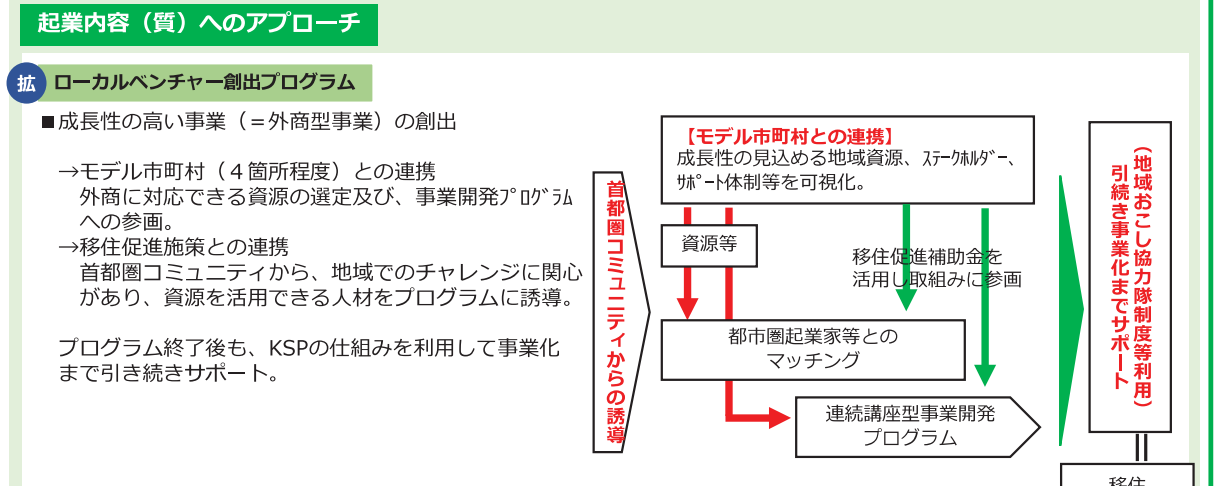 起業内容（質）へのアプローチ
拡 ローカルベンチャー創出プログラム
■成長性の高い事業（＝外商型事業）の創出
→モデル市町村（４箇所程度）との連携
外商に対応できる資源の選定及び、事業開発ﾌﾟﾛｸﾞﾗﾑ
への参画。
→移住促進施策との連携
首都圏コミュニティから、地域でのチャレンジに関心
があり、資源を活用できる人材をプログラムに誘導。
プログラム終了後も、KSPの仕組みを利用して事業化
まで引き続きサポート。
首都圏コミュニティからの誘導
【モデル市町村との連携】
成長性の見込める地域資源、ｽﾃｰｸﾎﾙﾀﾞｰ、
ｻﾎﾟｰﾄ体制等を可視化。
資源等
移住促進補助金を
活用し取組みに参画
都市圏起業家等との
マッチング
連続講座型事業開発
プログラム
（地域おこし協力隊制度等利用）
引続き事業化までサポート
移住